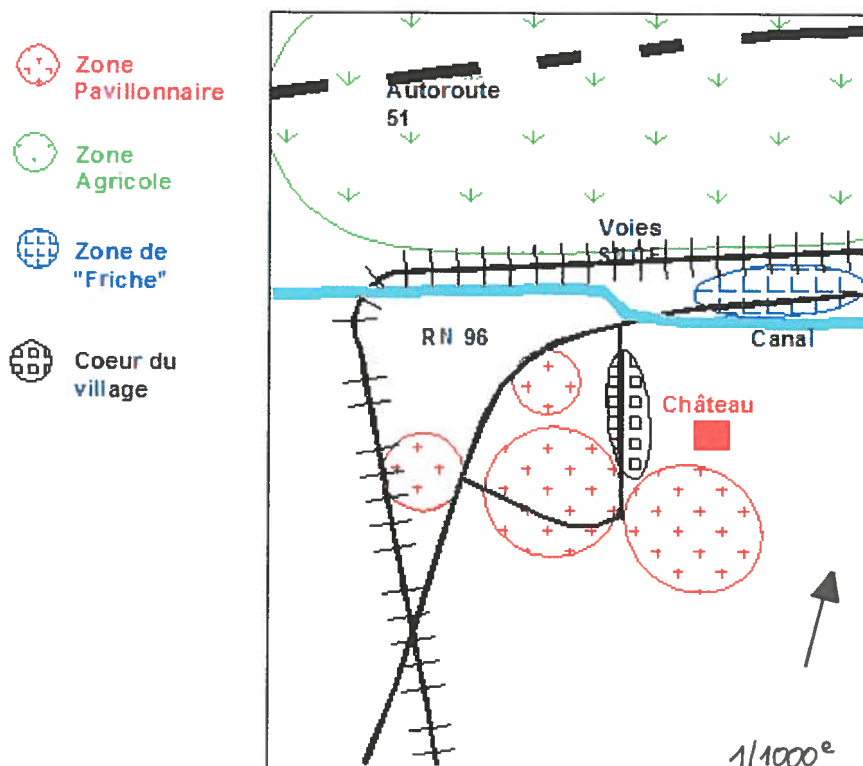 Zone
Pavillonnaire
Zone
Agricole
Zone de
"Friche"
Coeur du
village
Autoroute
51
Voies
SNCF
RN 96
Canal
Château
1/1000e